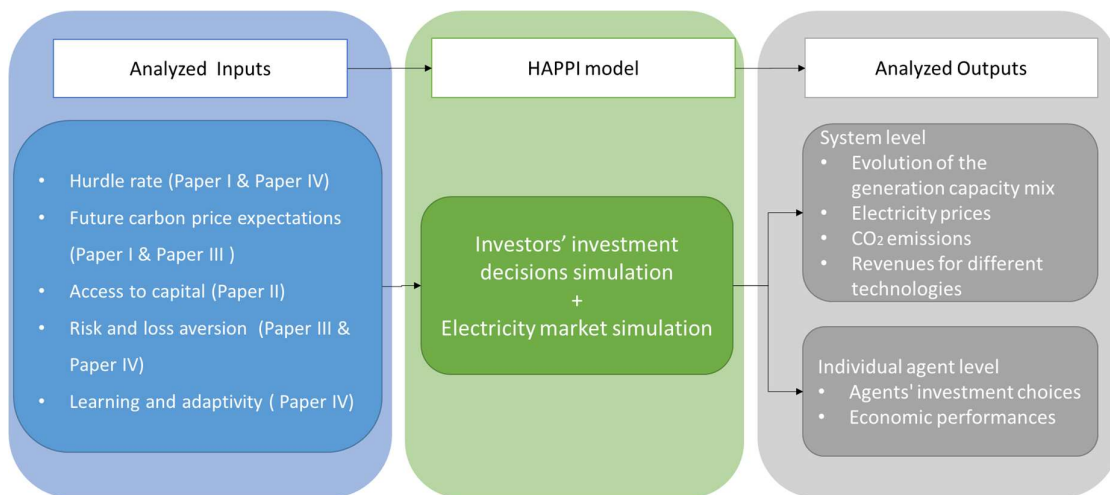 Analyzed Inputs
• Hurdle rate (Paper I & Paper IV)
• Future carbon price expectations
(Paper I & Paper III )
• Access to capital (Paper II)
• Risk and loss aversion (Paper III &
Paper IV)
• Learning and adaptivity ( Paper IV)
HAPPI model
Investors’ investment
decisions simulation
+
Electricity market simulation
Analyzed Outputs
System level
• Evolution of the
generation capacity mix
• Electricity prices
• CO₂ emissions
• Revenues for different
technologies
Individual agent level
• Agents' investment choices
• Economic performances